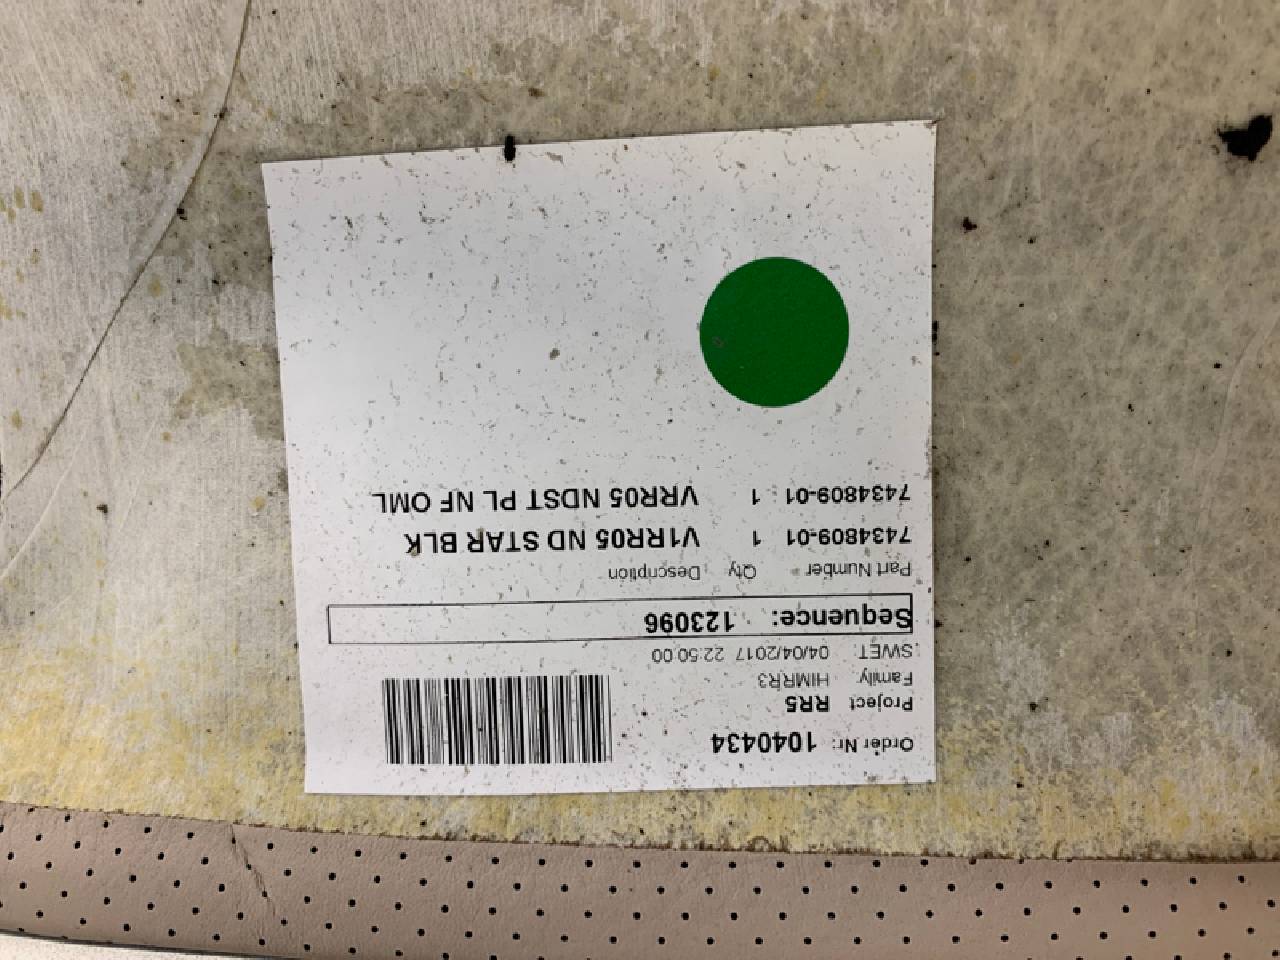 Order Nr: 1040434
Project RR5
Family HIMRR3
SWET 04/04/2017 22:50:00
Sequence: 123096
Part Number Qty Description
7434809-01 1 V1RR05 ND STAR BLK
7434809-01 1 VRR05 NDST PL NF OML